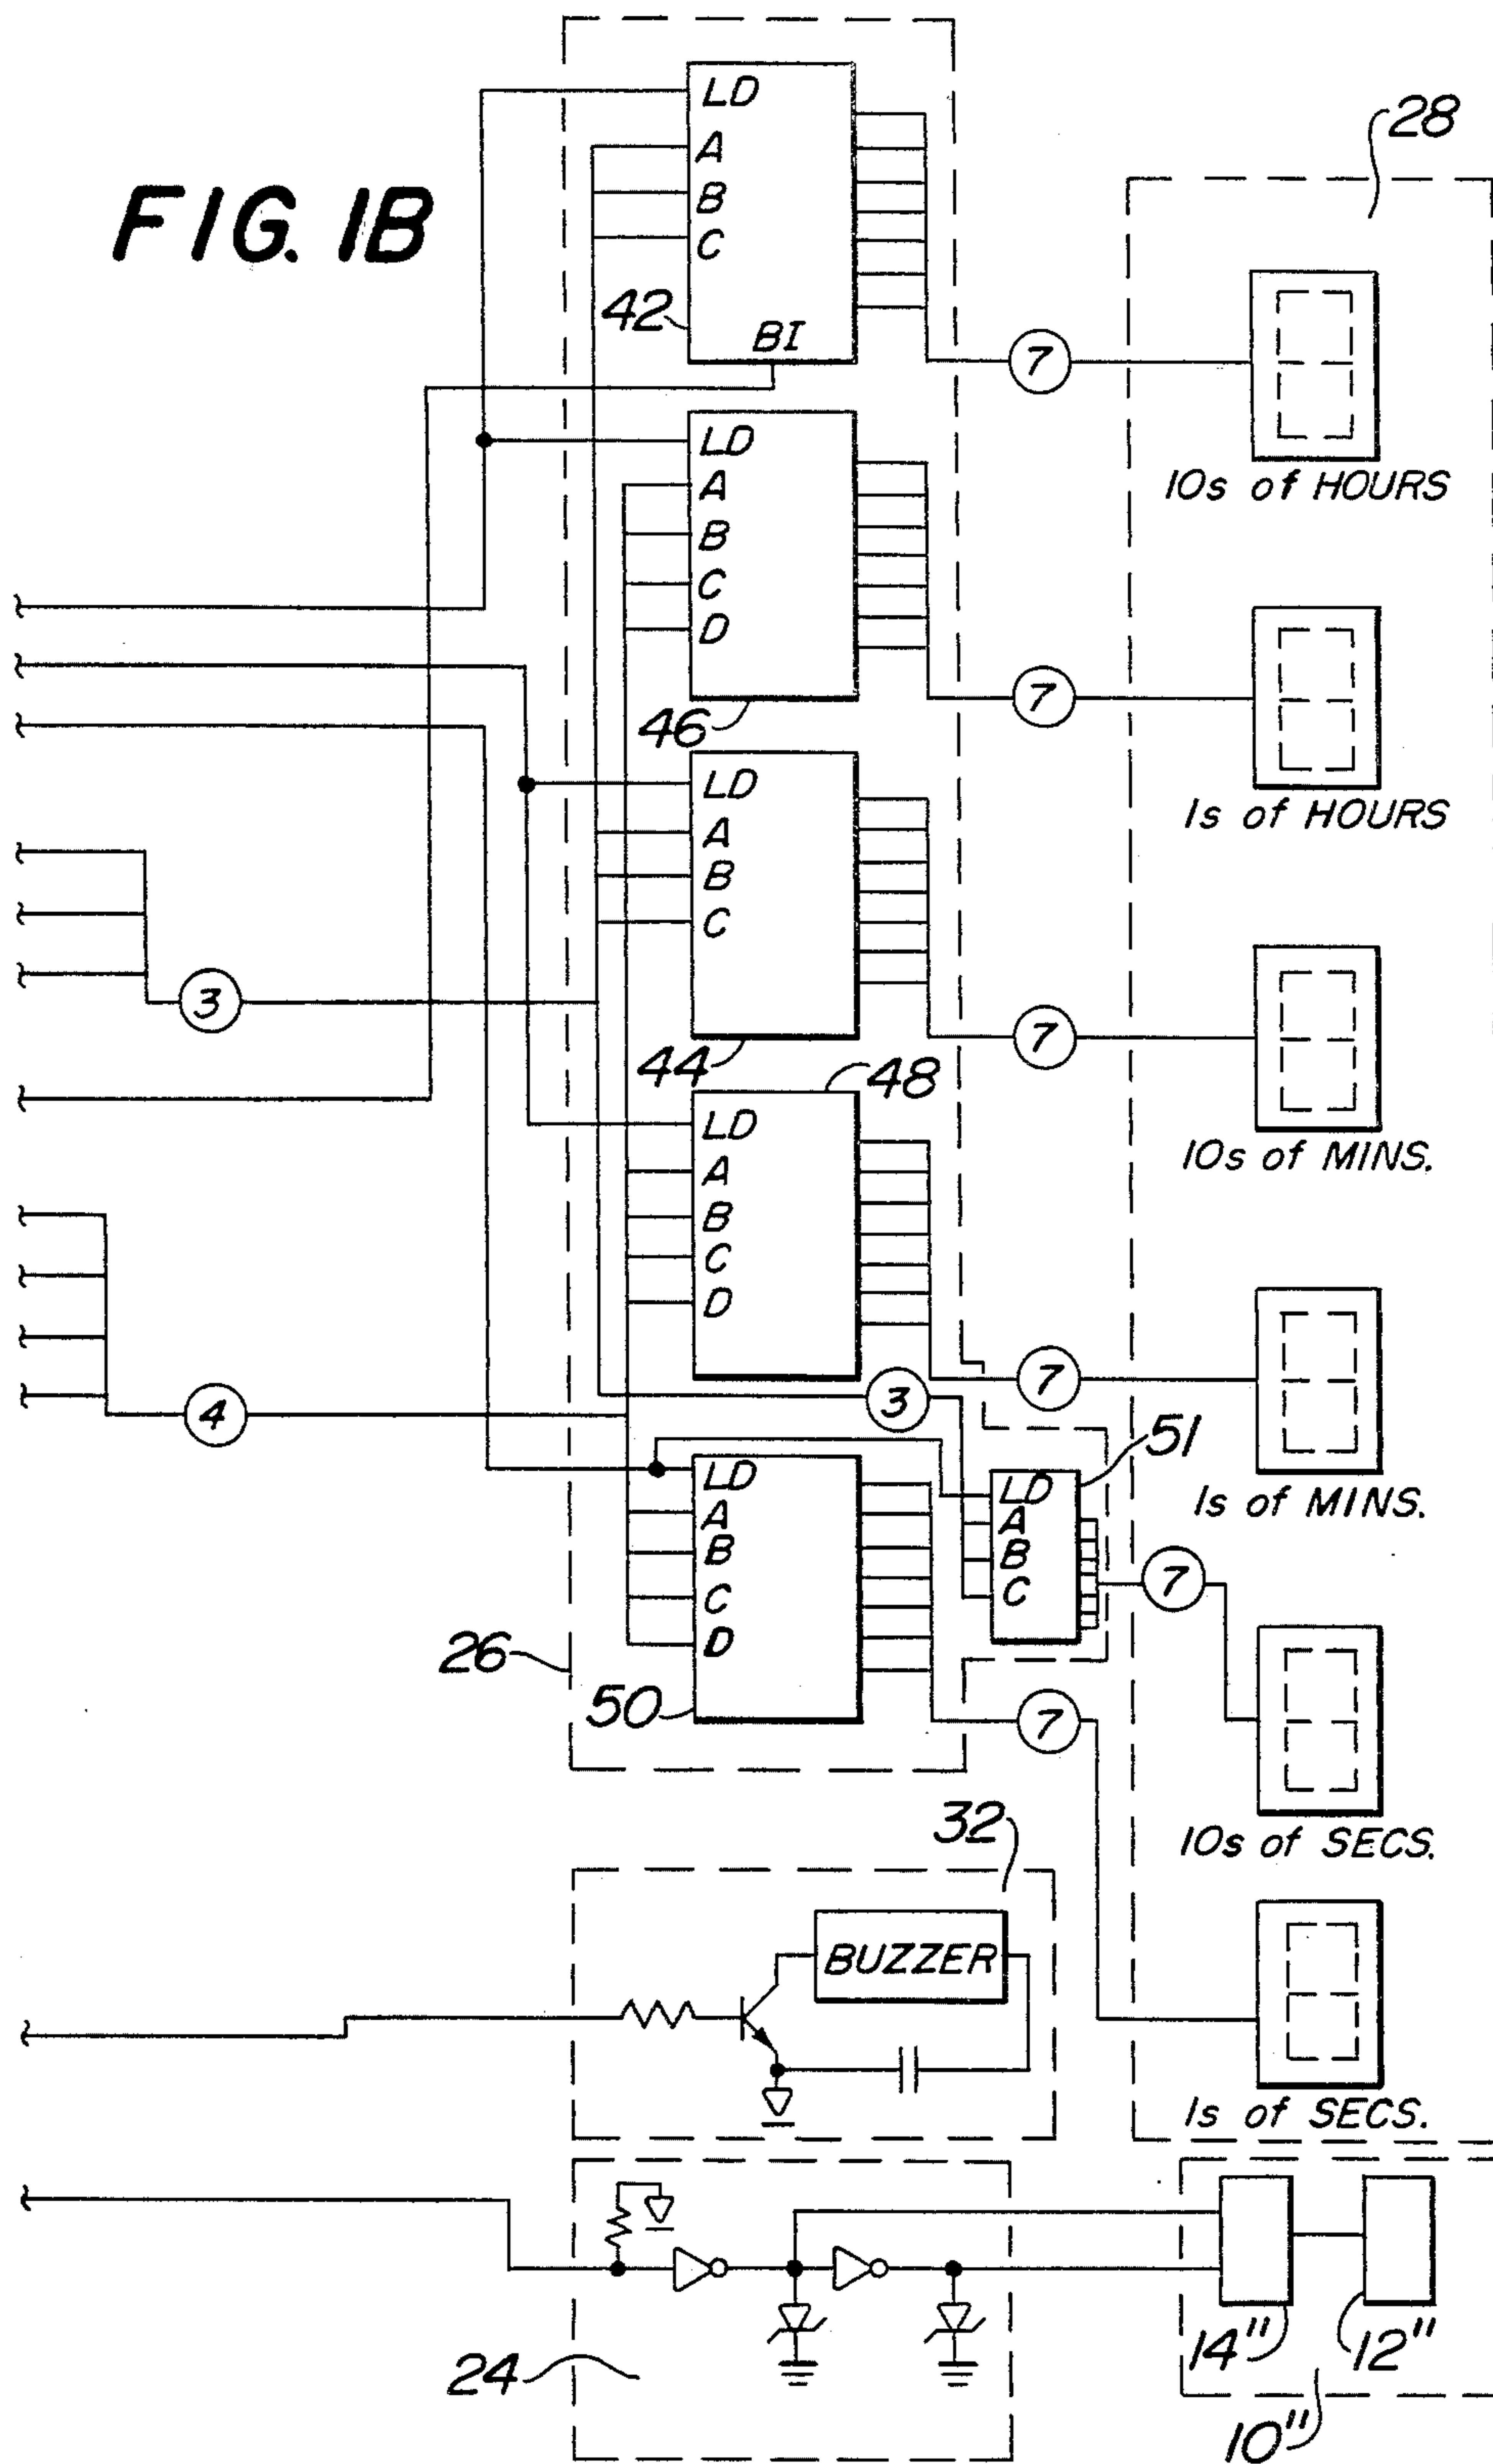 FIG. 1B
LD
A
B
C
BI
42
7
28
10s of HOURS
LD
A
B
C
D
46
7
1s of HOURS
LD
A
B
C
44
3
7
10s of MINS.
48
LD
A
B
C
D
7
1s of MINS.
4
3
LD
A
B
C
D
50
26
51
LD
A
B
C
7
10s of SECS.
7
1s of SECS.
32
BUZZER
24
14"
12"
10"